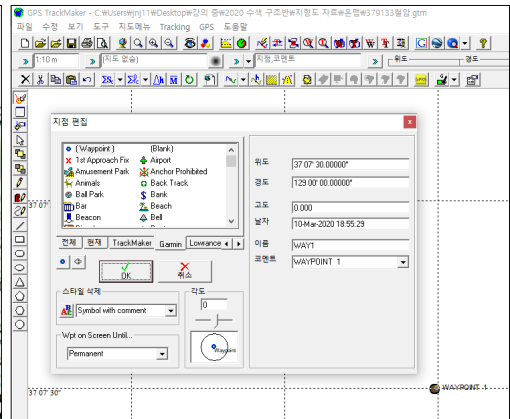 GPS TrackMaker - C:₩Users₩jnj11₩Desktop₩강의 중₩2020 수색 구조반₩지형도 자료₩온맵₩379133철암.gtm
파일 수정 보기 도구 지도메뉴 Tracking GPS 도움말
1:10 m (지도 없음) 지점,코멘트 위도 경도
지점 편집 x
( Waypoint ) (Blank)
1st Approach Fix Airport
Amusement Park Anchor Prohibited
Animals Back Track
Ball Park Bank
Bar Beach
Beacon Bell
전체 현재 TrackMaker Garmin Lowrance
OK 취소
스타일 삭제
Symbol with comment
Wpt on Screen Until...
Permanent
각도
0
Waypoint
위도 37 07' 30.00000"
경도 129 00' 00.00000"
고도 0.000
날자 10-Mar-2020 18:55:29
이름 WAY1
코멘트 WAYPOINT 1
37 07'
37 07' 30"
WAYPOINT 1